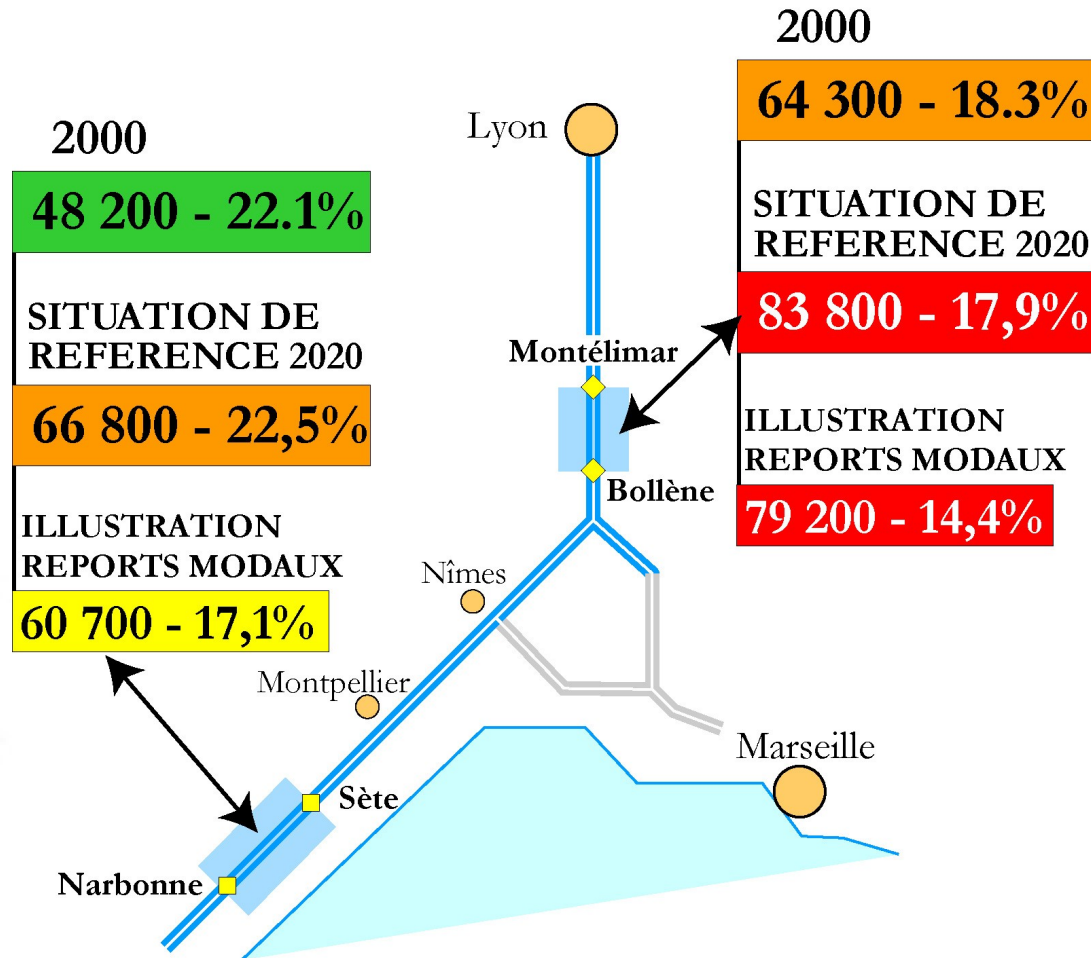 2000
48 200 - 22.1%
SITUATION DE
REFERENCE 2020
66 800 - 22,5%
ILLUSTRATION
REPORTS MODAUX
60 700 - 17,1%
2000
64 300 - 18.3%
SITUATION DE
REFERENCE 2020
83 800 - 17,9%
ILLUSTRATION
REPORTS MODAUX
79 200 - 14,4%
Lyon
Montélimar
Bollène
Nîmes
Montpellier
Marseille
Sète
Narbonne